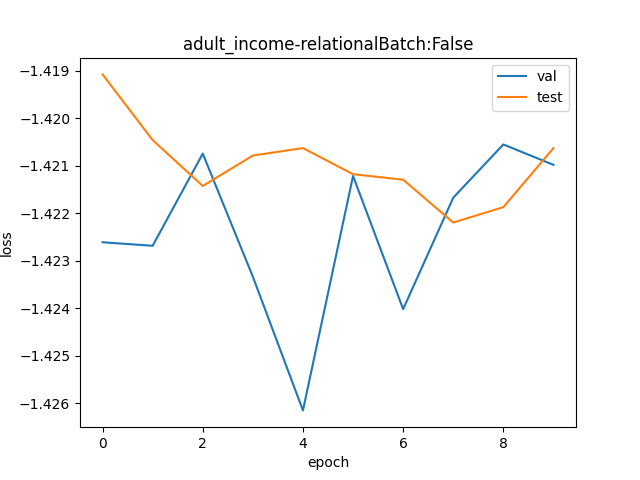 adult_income-relationalBatch:False
val
test
loss
−1.419
−1.420
−1.421
−1.422
−1.423
−1.424
−1.425
−1.426
0 2 4 6 8
epoch